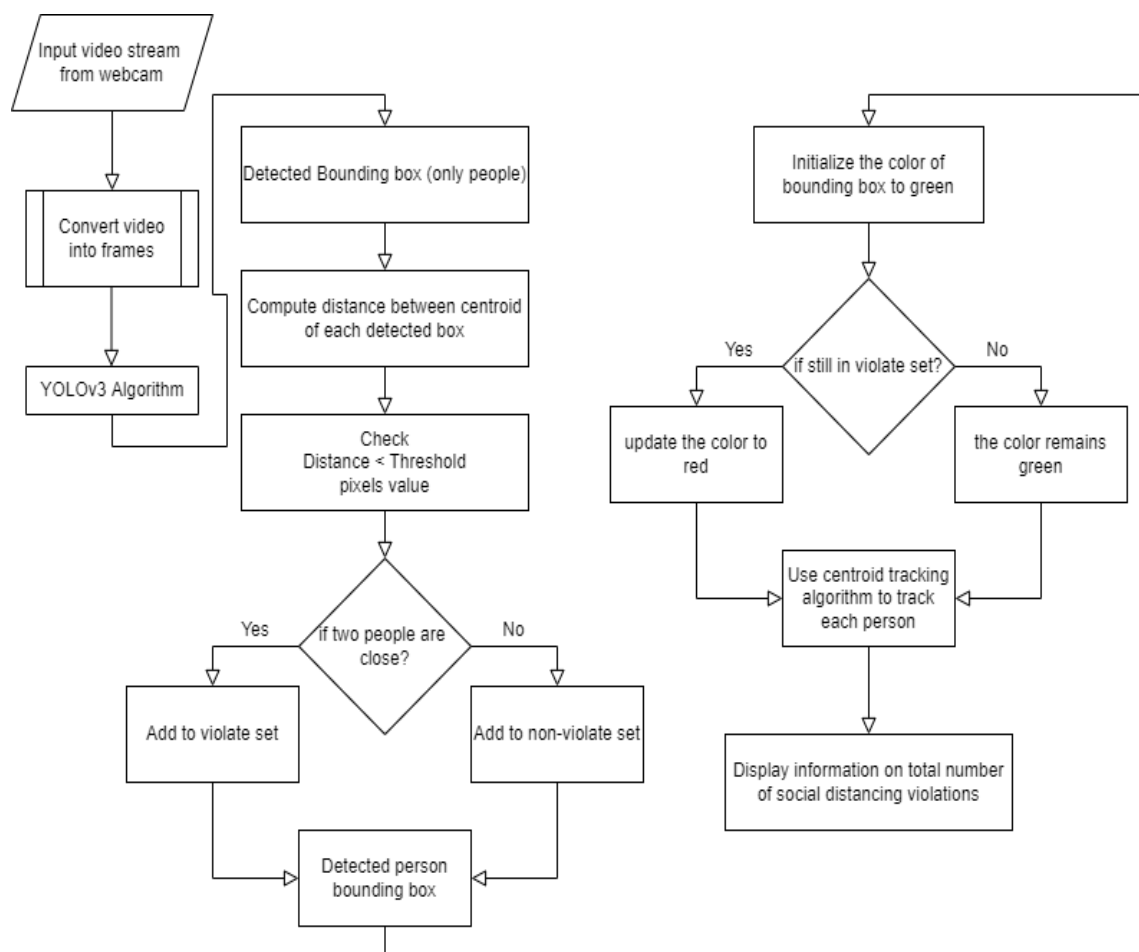 Input video stream
from webcam
Convert video
into frames
YOLOv3 Algorithm
Detected Bounding box (only people)
Compute distance between centroid
of each detected box
Check
Distance < Threshold
pixels value
if two people are
close?
Yes
No
Add to violate set
Add to non-violate set
Detected person
bounding box
Initialize the color of
bounding box to green
if still in violate set?
Yes
No
update the color to
red
the color remains
green
Use centroid tracking
algorithm to track
each person
Display information on total number
of social distancing violations